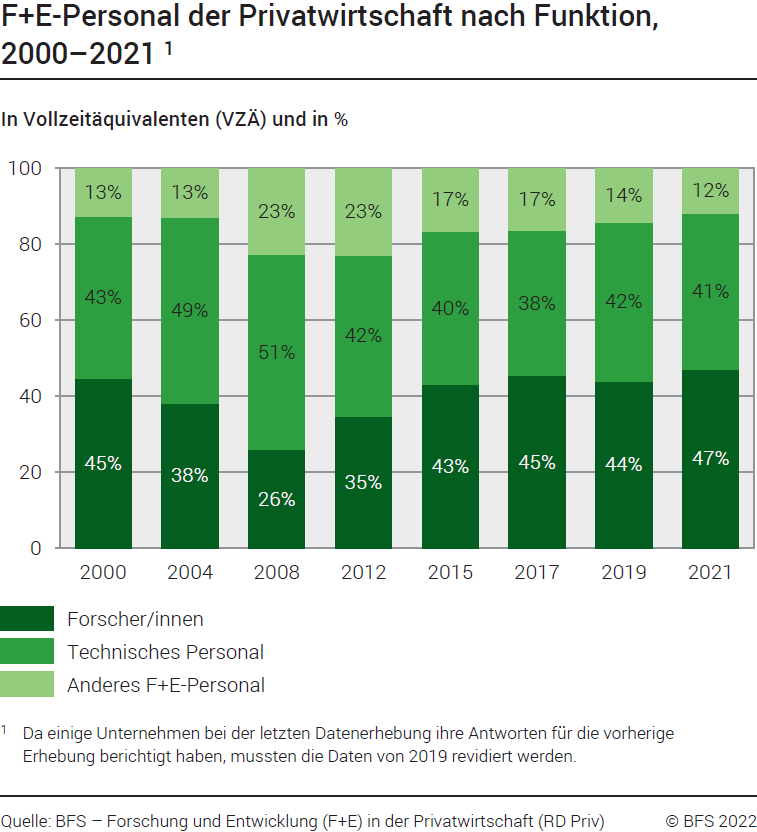 F+E-Personal der Privatwirtschaft nach Funktion,
2000–2021 ¹
In Vollzeitäquivalenten (VZÄ) und in %
100
80
60
40
20
0
13% 13% 23% 23% 17% 17% 14% 12%
43% 49% 51% 42% 40% 38% 42% 41%
45% 38% 26% 35% 43% 45% 44% 47%
2000 2004 2008 2012 2015 2017 2019 2021
Forscher/innen
Technisches Personal
Anderes F+E-Personal
¹ Da einige Unternehmen bei der letzten Datenerhebung ihre Antworten für die vorherige
Erhebung berichtigt haben, mussten die Daten von 2019 revidiert werden.
Quelle: BFS – Forschung und Entwicklung (F+E) in der Privatwirtschaft (RD Priv) © BFS 2022